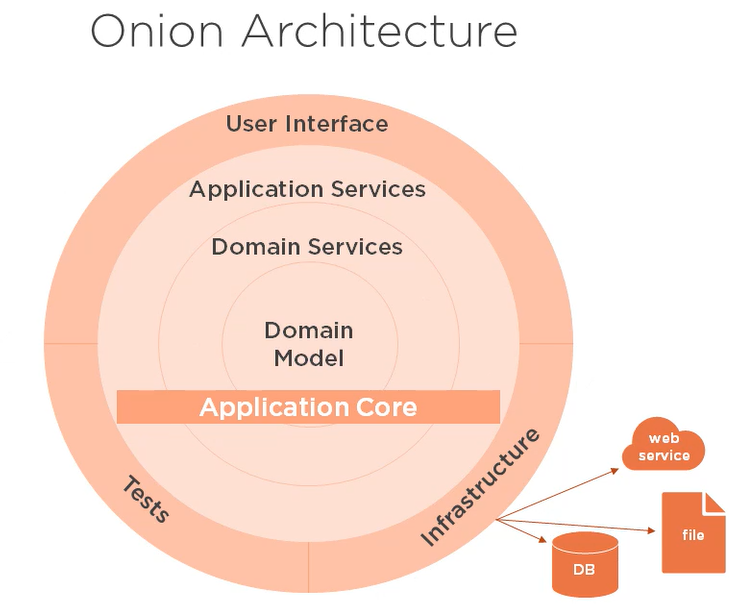 Onion Architecture
User Interface
Application Services
Domain Services
Domain
Model
Application Core
Tests
Infrastructure
web
service
file
DB